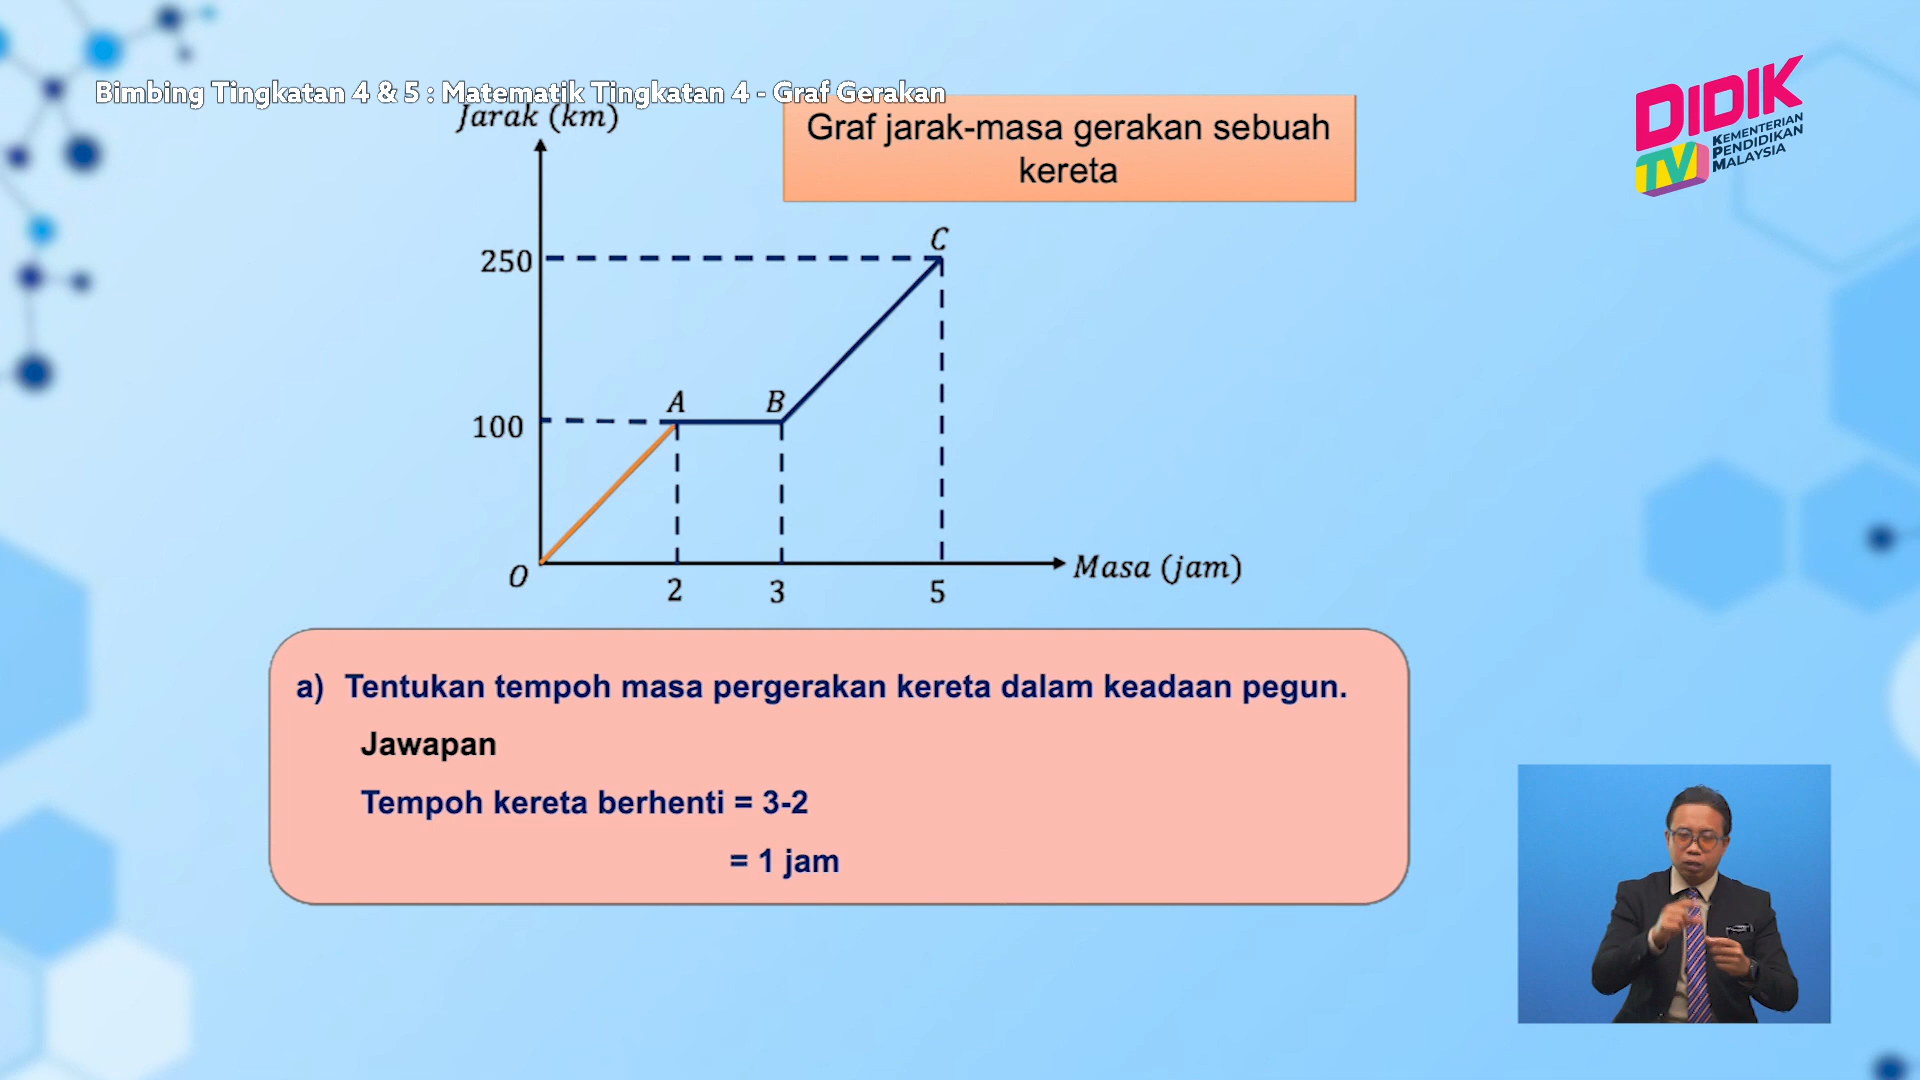 Bimbing Tingkatan 4 & 5 : Matematik Tingkatan 4 - Graf Gerakan
Jarak (km)
Graf jarak-masa gerakan sebuah
kereta
DIDIK
TV
KEMENTERIAN
PENDIDIKAN
MALAYSIA
C
250
A
B
100
O
2
3
5
Masa (jam)
a) Tentukan tempoh masa pergerakan kereta dalam keadaan pegun.
Jawapan
Tempoh kereta berhenti = 3-2
= 1 jam